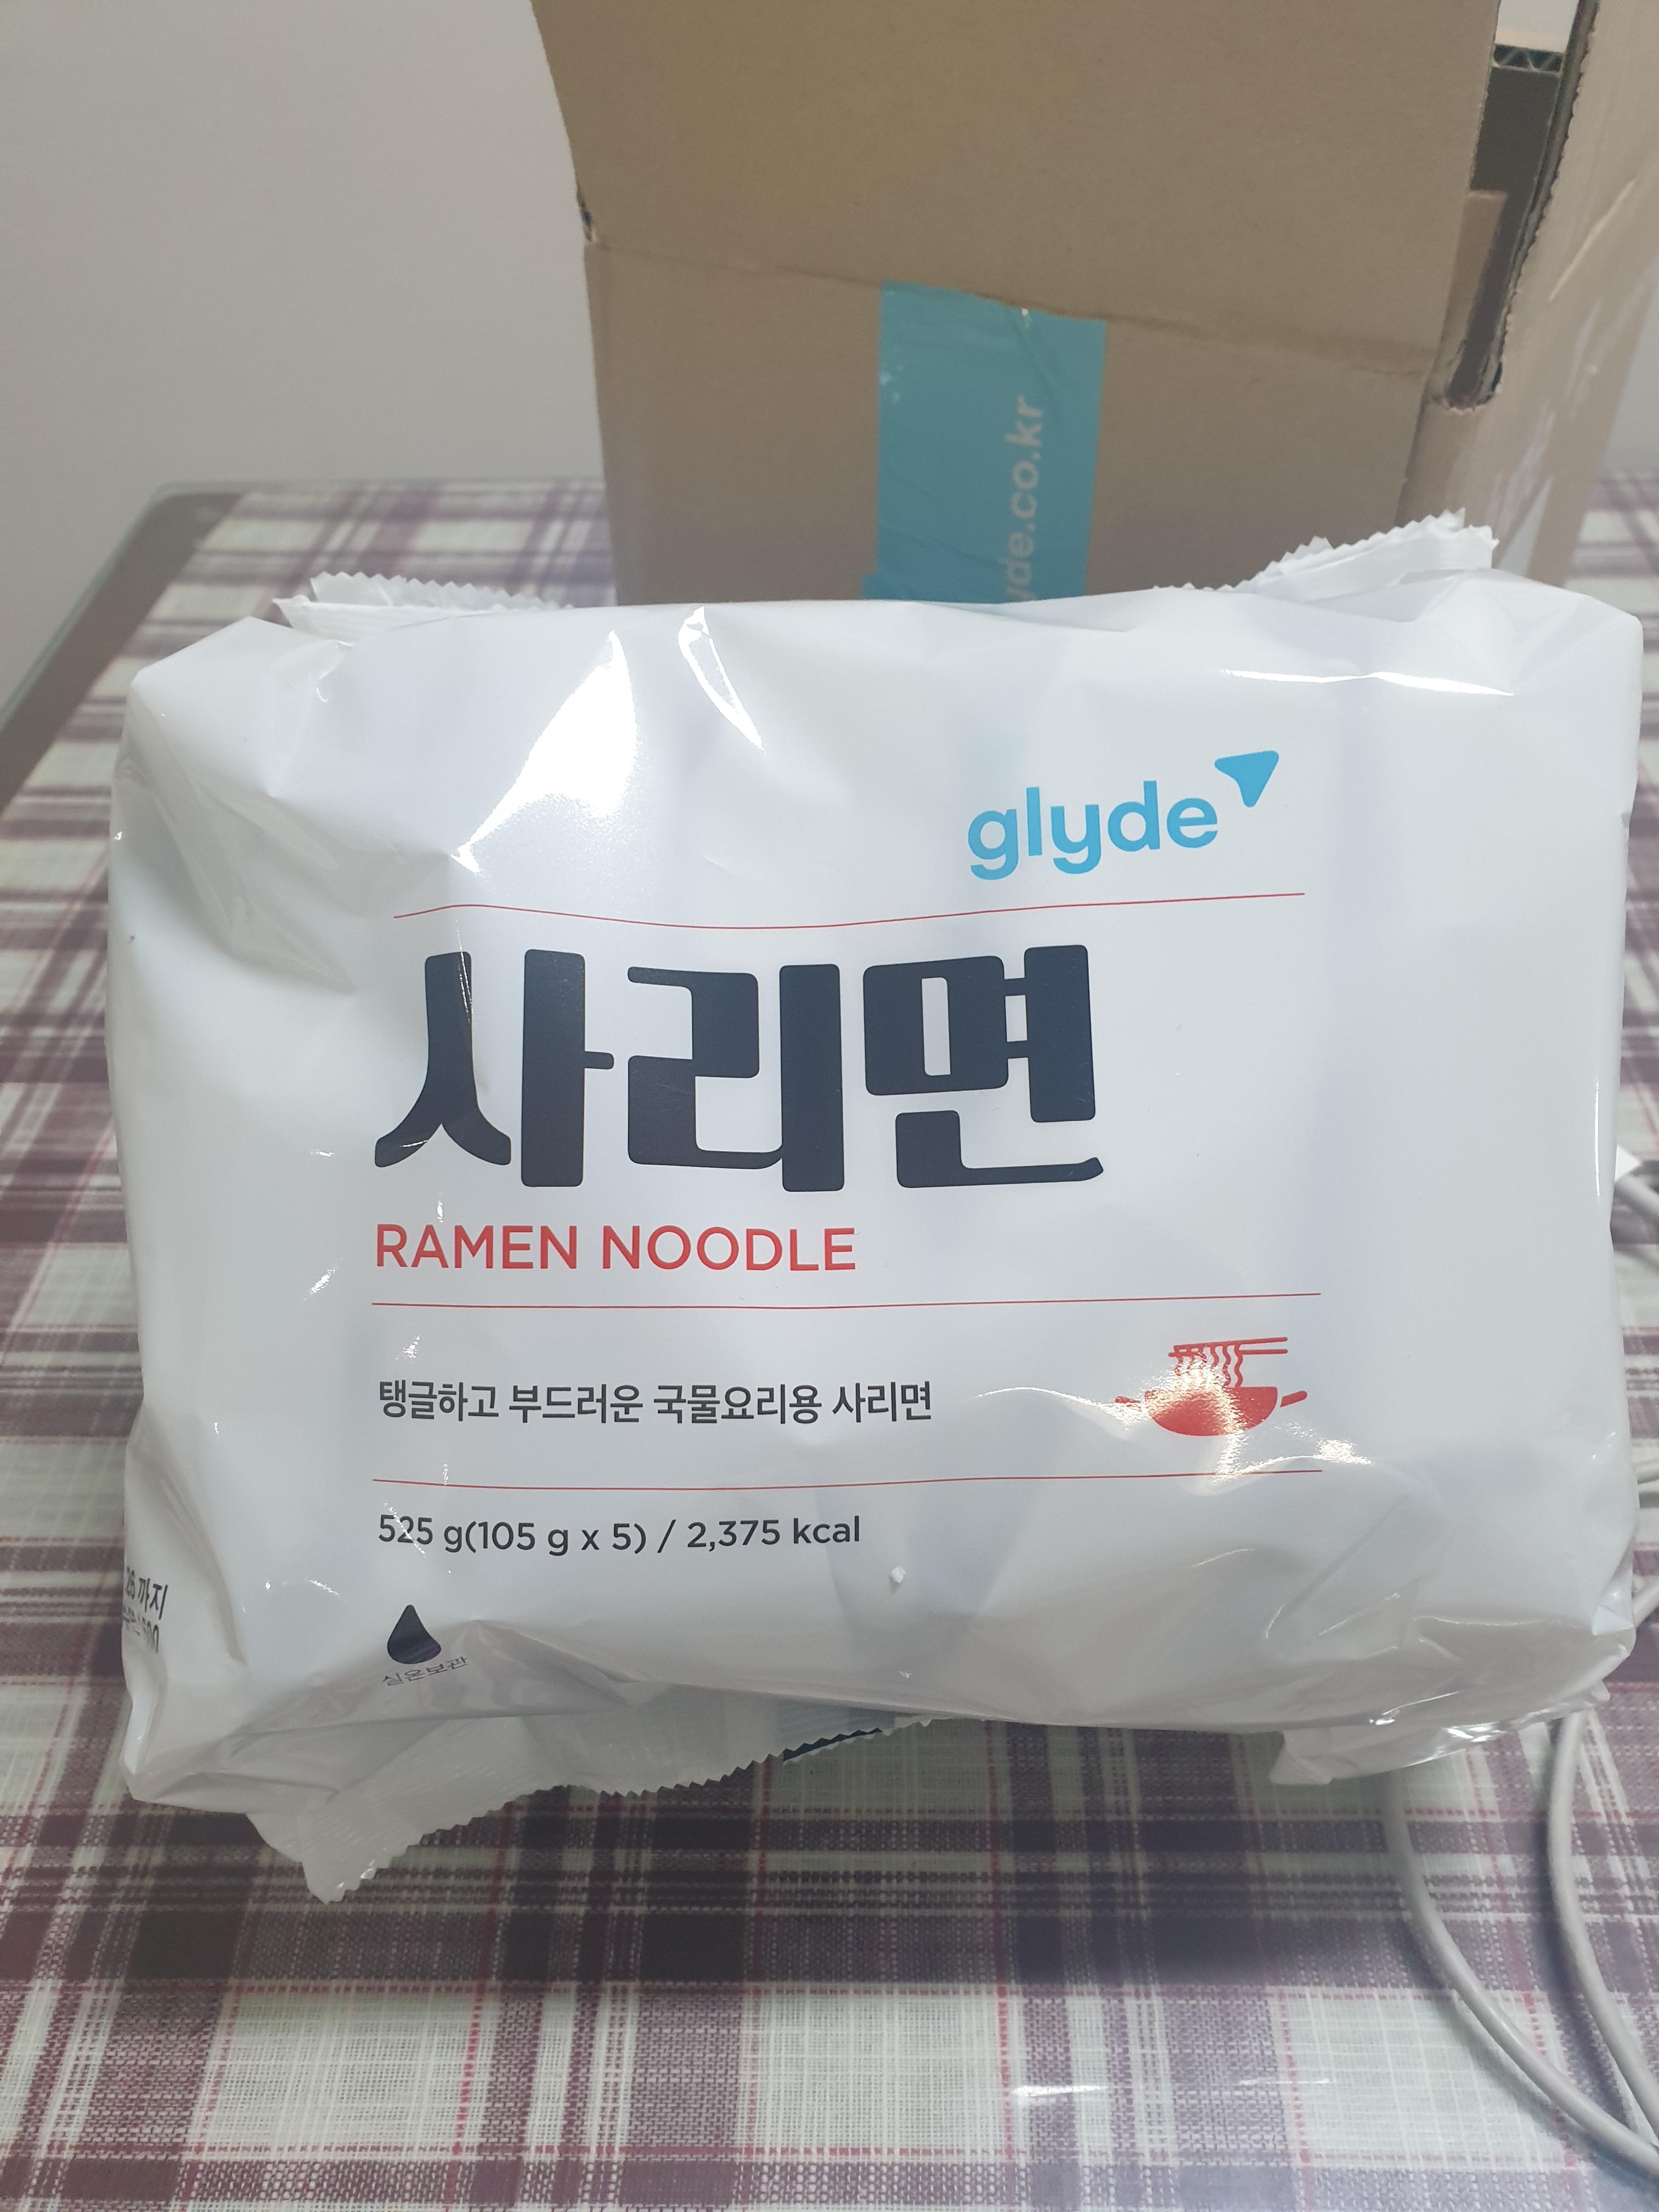 yde.co.kr
glyde
사리면
RAMEN NOODLE
탱글하고 부드러운 국물요리용 사리면
525 g(105 g x 5) / 2,375 kcal
26 까지
실온보관